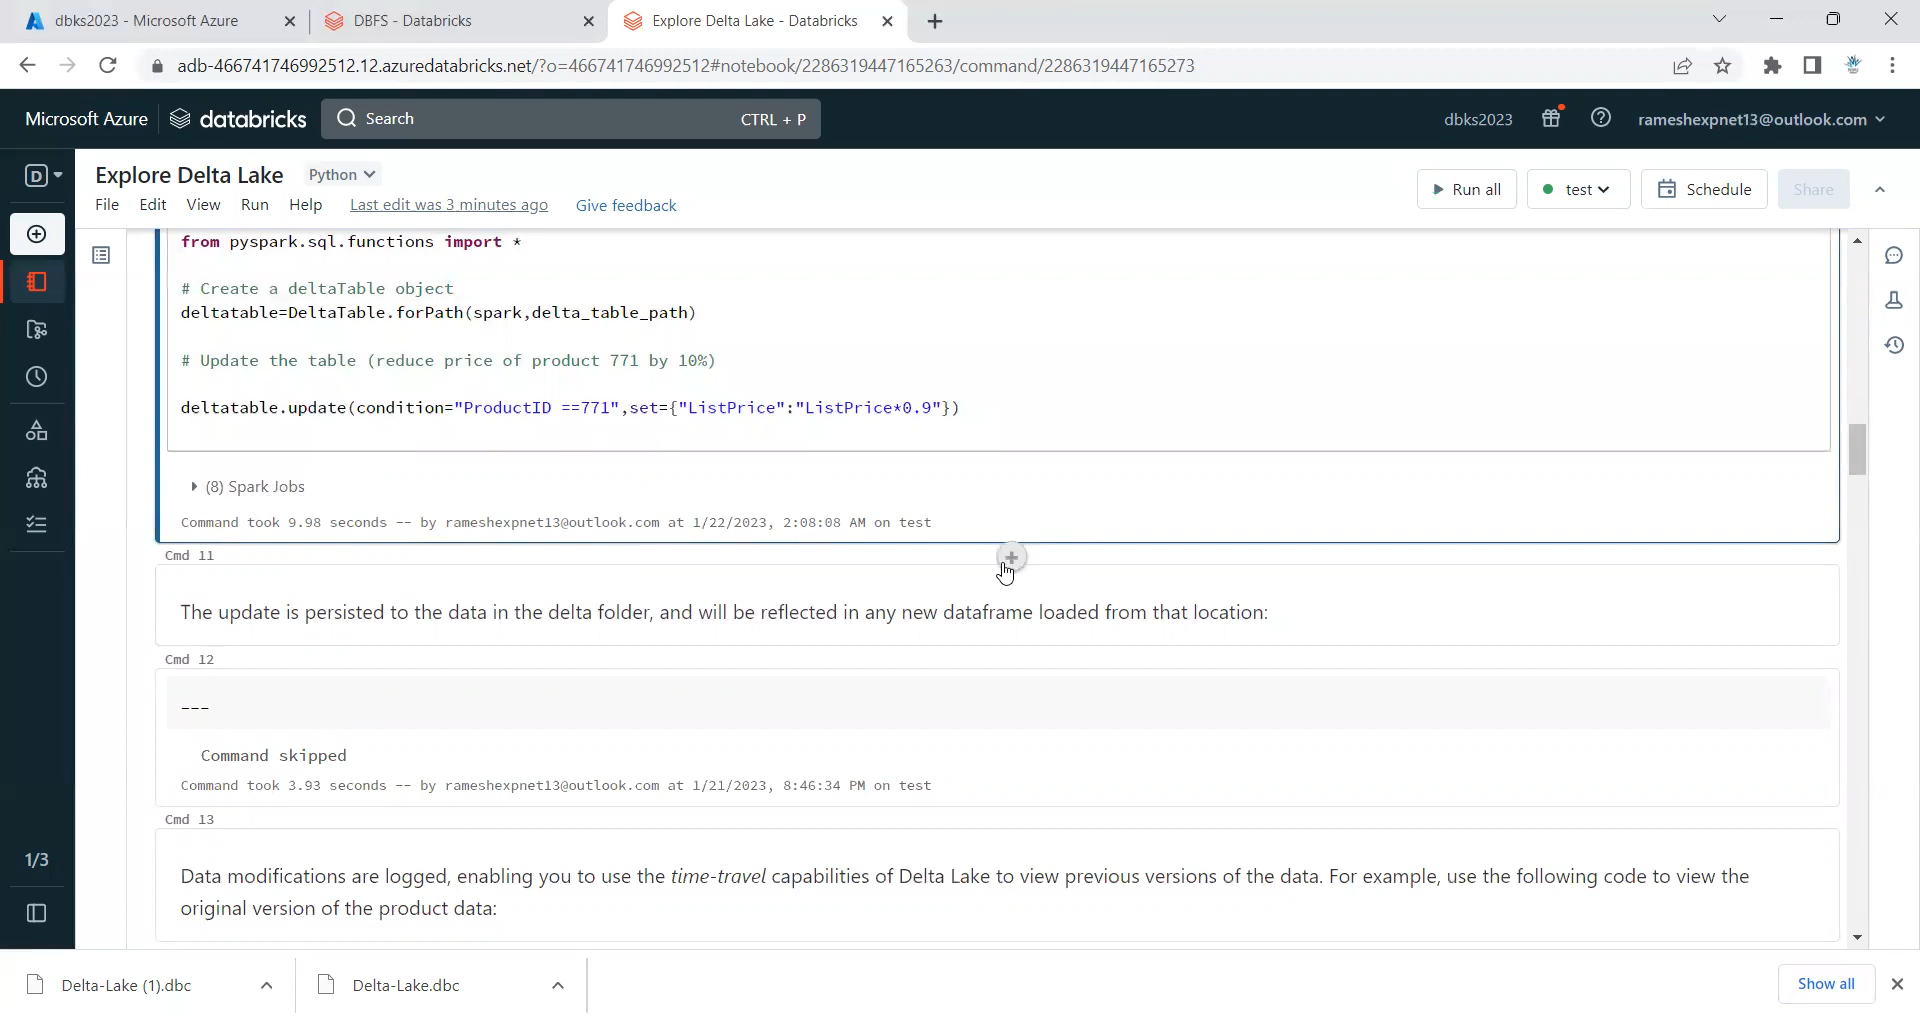 dbks2023 - Microsoft Azure
DBFS - Databricks
Explore Delta Lake - Databricks
adb-466741746992512.12.azuredatabricks.net/?o=466741746992512#notebook/2286319447165263/command/2286319447165273
Microsoft Azure
databricks
Search
CTRL + P
dbks2023
rameshexpnet13@outlook.com
D
Explore Delta Lake
Python
Run all
test
Schedule
Share
File
Edit
View
Run
Help
Last edit was 3 minutes ago
Give feedback
from pyspark.sql.functions import *
# Create a deltaTable object
deltatable=DeltaTable.forPath(spark,delta_table_path)
# Update the table (reduce price of product 771 by 10%)
deltatable.update(condition="ProductID ==771",set={"ListPrice":"ListPrice*0.9"})
(8) Spark Jobs
Command took 9.98 seconds -- by rameshexpnet13@outlook.com at 1/22/2023, 2:08:08 AM on test
Cmd 11
The update is persisted to the data in the delta folder, and will be reflected in any new dataframe loaded from that location:
Cmd 12
---
Command skipped
Command took 3.93 seconds -- by rameshexpnet13@outlook.com at 1/21/2023, 8:46:34 PM on test
Cmd 13
Data modifications are logged, enabling you to use the time-travel capabilities of Delta Lake to view previous versions of the data. For example, use the following code to view the
original version of the product data:
1/3
Delta-Lake (1).dbc
Delta-Lake.dbc
Show all